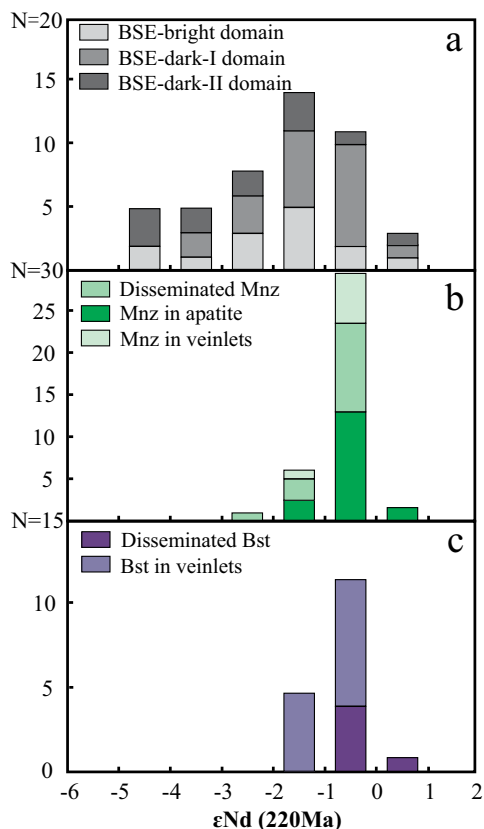 N=20
a
BSE-bright domain
BSE-dark-I domain
BSE-dark-II domain
15
10
5
N=30
b
Disseminated Mnz
Mnz in apatite
Mnz in veinlets
25
20
15
10
5
N=15
c
Disseminated Bst
Bst in veinlets
10
5
0
-6 -5 -4 -3 -2 -1 0 1 2
εNd (220Ma)